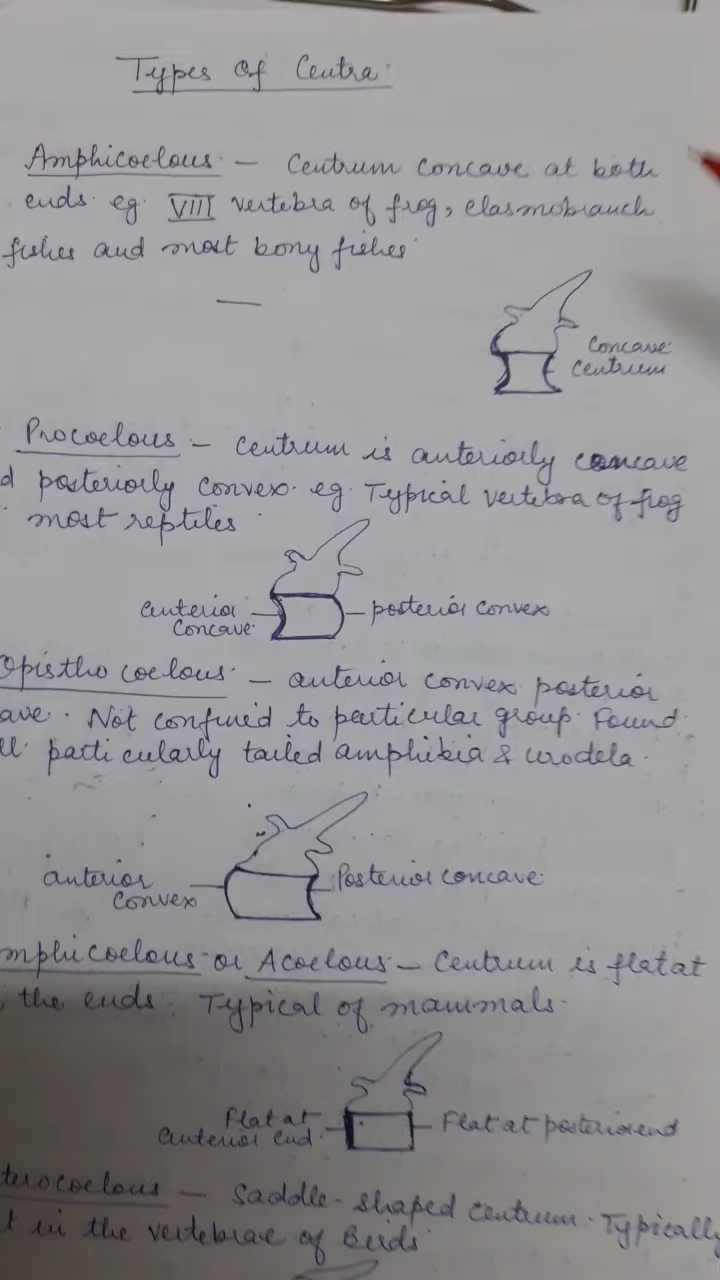 Types of Centra.
Amphicoelous - Centrum concave at both
ends. eg. VIII vertebra of frog, elasmobranch
fishes and most bony fishes
Concave
Centrum
Procoelous - Centrum is anteriorly concave
d posteriorly convex. eg. Typical vertebra of frog
most reptiles
anterior
concave
posterior convex
Opistho coelous - anterior convex posterior
ave. Not confined to particular group. Found
particularly tailed amphibia & urodela.
anterior
convex
Posterior concave
mphicoelous or Acoelous - Centrum is flat at
the ends. Typical of mammals.
Flat at
anterior end.
Flat at posterior end
terocoelous - Saddle-shaped centrum. Typically
t in the vertebrae of Birds